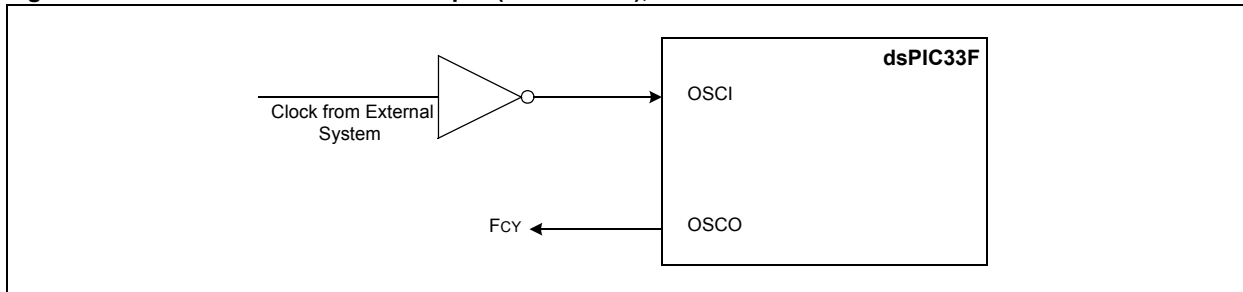 dsPIC33F
OSCI
Clock from External
System
FCY
OSCO